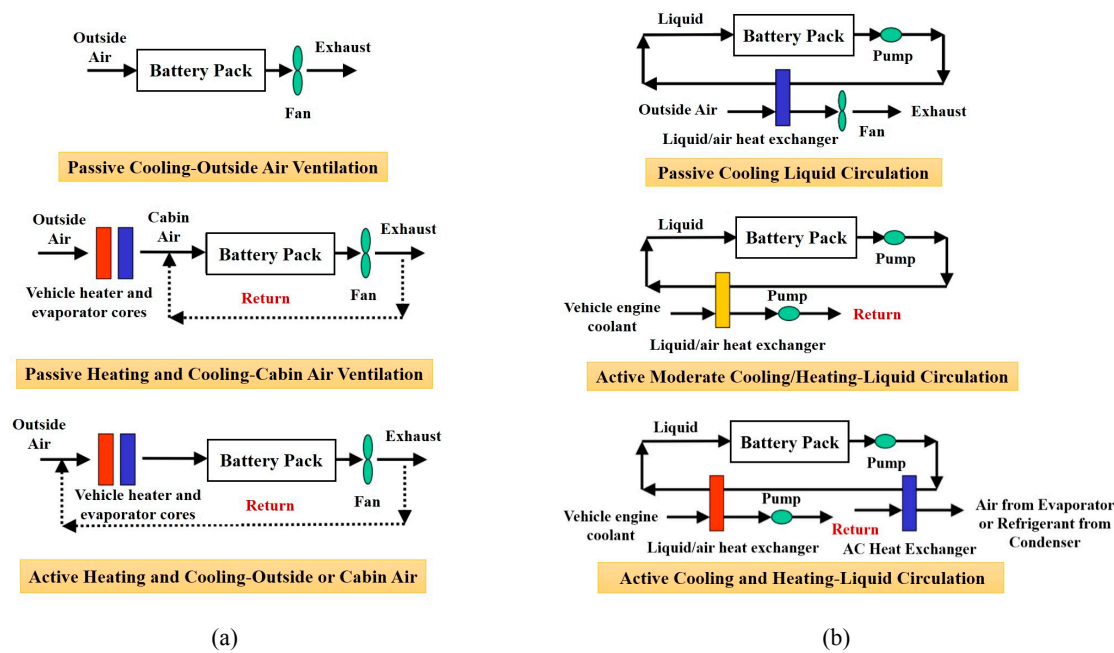 Outside
Air
Battery Pack
Exhaust
Fan
Passive Cooling-Outside Air Ventilation
Outside
Air
Cabin
Air
Battery Pack
Exhaust
Fan
Vehicle heater and
evaporator cores
Return
Passive Heating and Cooling-Cabin Air Ventilation
Outside
Air
Battery Pack
Exhaust
Fan
Vehicle heater and
evaporator cores
Return
Active Heating and Cooling-Outside or Cabin Air
(a)
Liquid
Battery Pack
Pump
Outside Air
Exhaust
Liquid/air heat exchanger
Fan
Passive Cooling Liquid Circulation
Liquid
Battery Pack
Pump
Vehicle engine
coolant
Pump
Return
Liquid/air heat exchanger
Active Moderate Cooling/Heating-Liquid Circulation
Liquid
Battery Pack
Pump
Vehicle engine
coolant
Pump
Return
Liquid/air heat exchanger
AC Heat Exchanger
Air from Evaporator
or Refrigerant from
Condenser
Active Cooling and Heating-Liquid Circulation
(b)